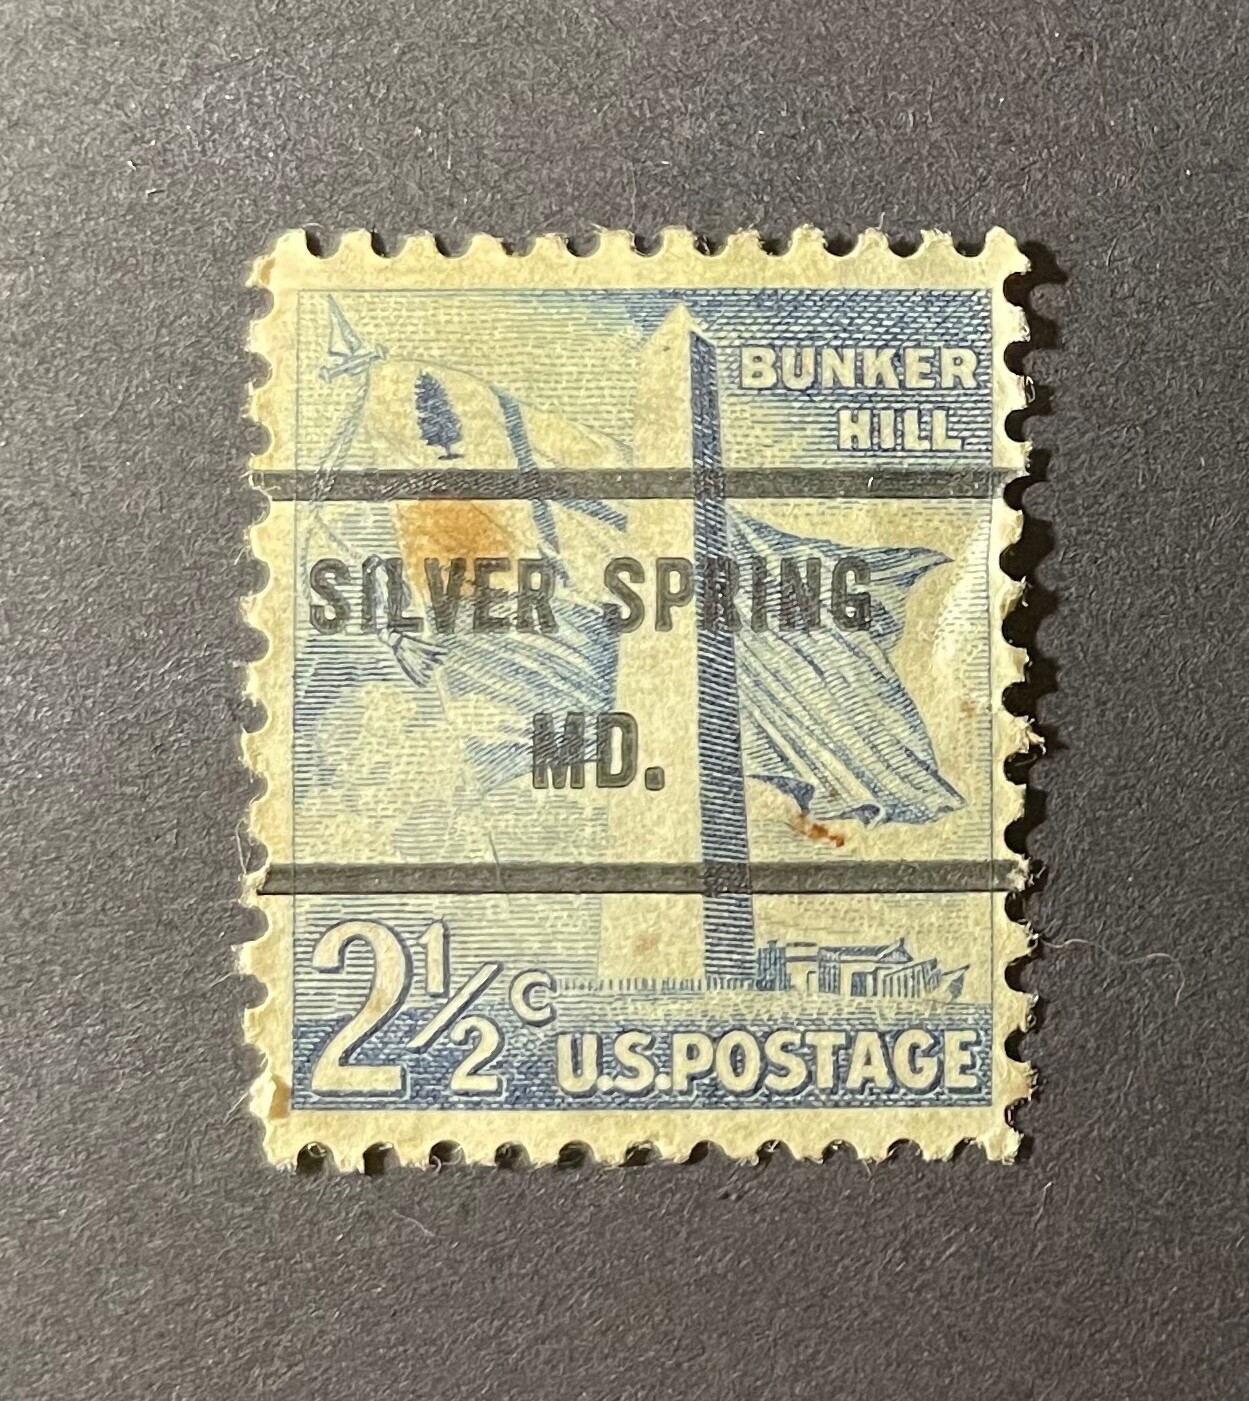 BUNKER
HILL
SILVER SPRING
MD.
2½c U.S.POSTAGE